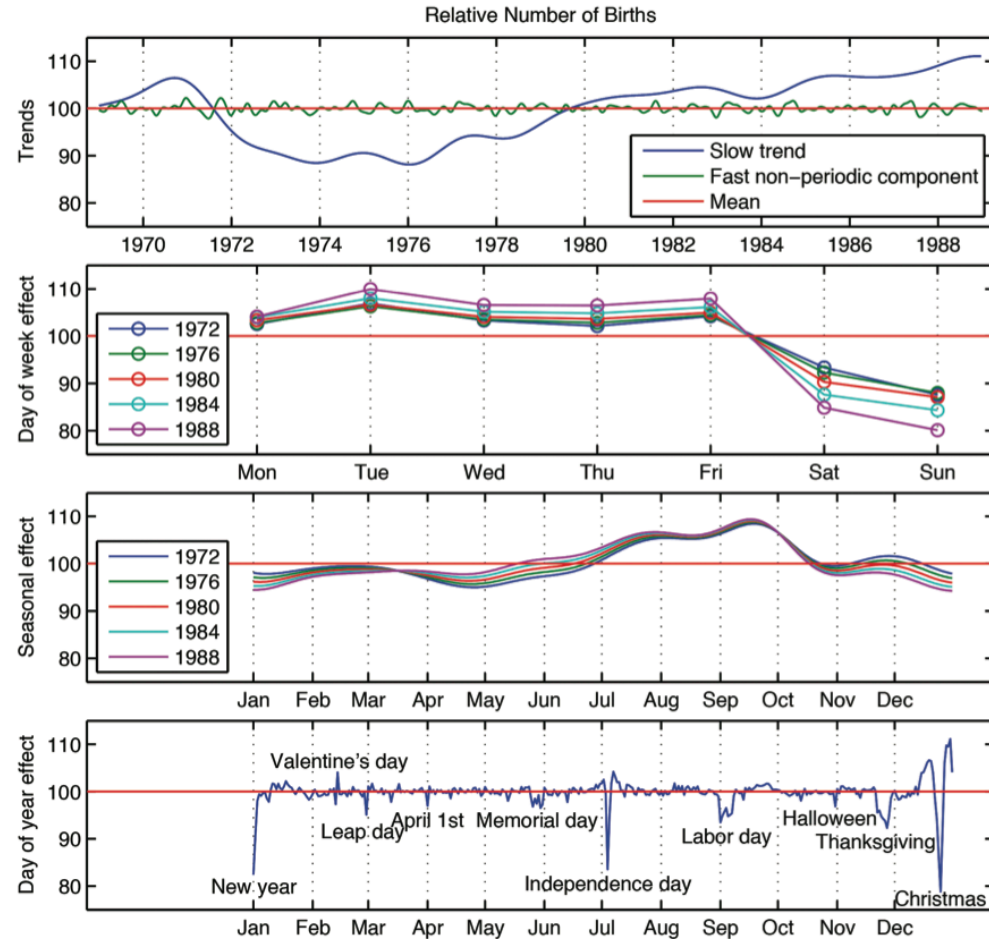 Relative Number of Births
Trends
110
100
90
80
Slow trend
Fast non-periodic component
Mean
1970 1972 1974 1976 1978 1980 1982 1984 1986 1988
Day of week effect
110
100
90
80
1972
1976
1980
1984
1988
Mon Tue Wed Thu Fri Sat Sun
Seasonal effect
110
100
90
80
1972
1976
1980
1984
1988
Jan Feb Mar Apr May Jun Jul Aug Sep Oct Nov Dec
Day of year effect
110
100
90
80
Valentine's day
Leap day
April 1st
Memorial day
Labor day
Halloween
Thanksgiving
New year
Independence day
Christmas
Jan Feb Mar Apr May Jun Jul Aug Sep Oct Nov Dec